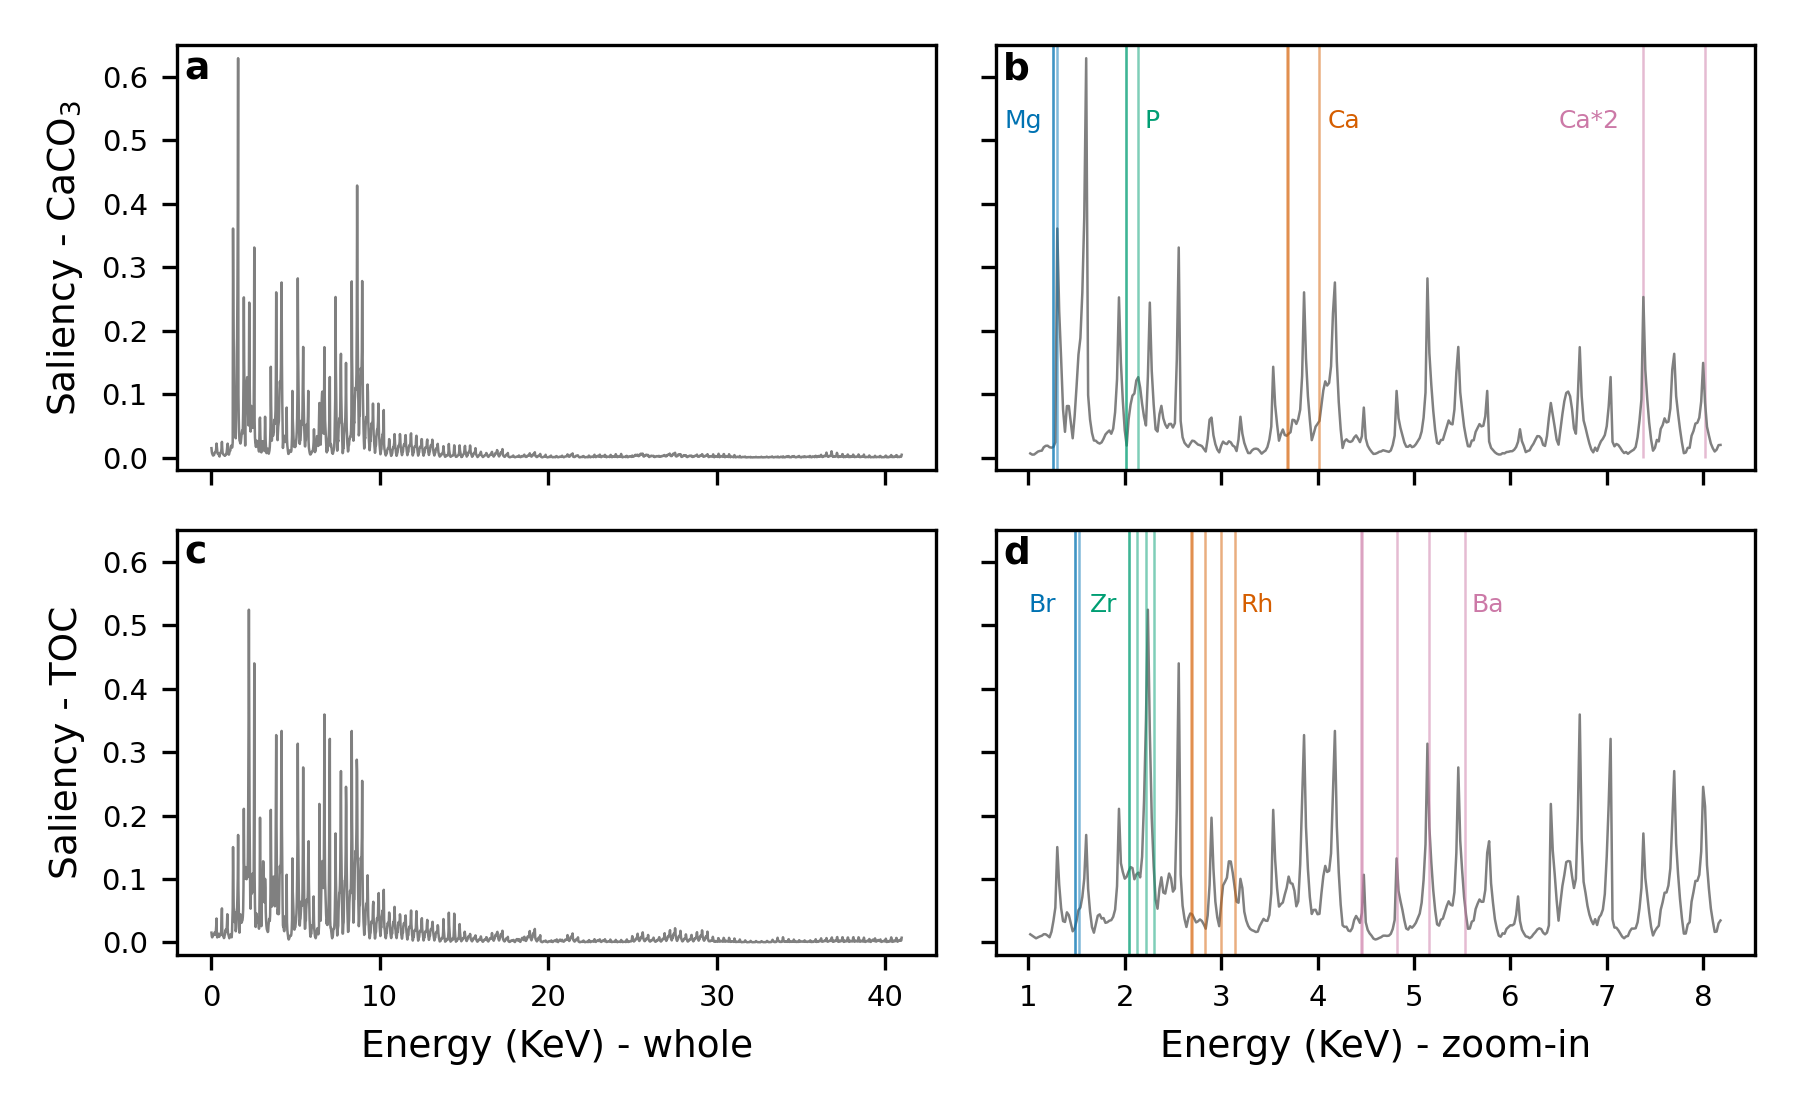 a
b
Saliency - CaCO₃
0.6
0.5
0.4
0.3
0.2
0.1
0.0
Mg
P
Ca
Ca*2
c
d
Saliency - TOC
0.6
0.5
0.4
0.3
0.2
0.1
0.0
Br
Zr
Rh
Ba
0 10 20 30 40
1 2 3 4 5 6 7 8
Energy (KeV) - whole
Energy (KeV) - zoom-in